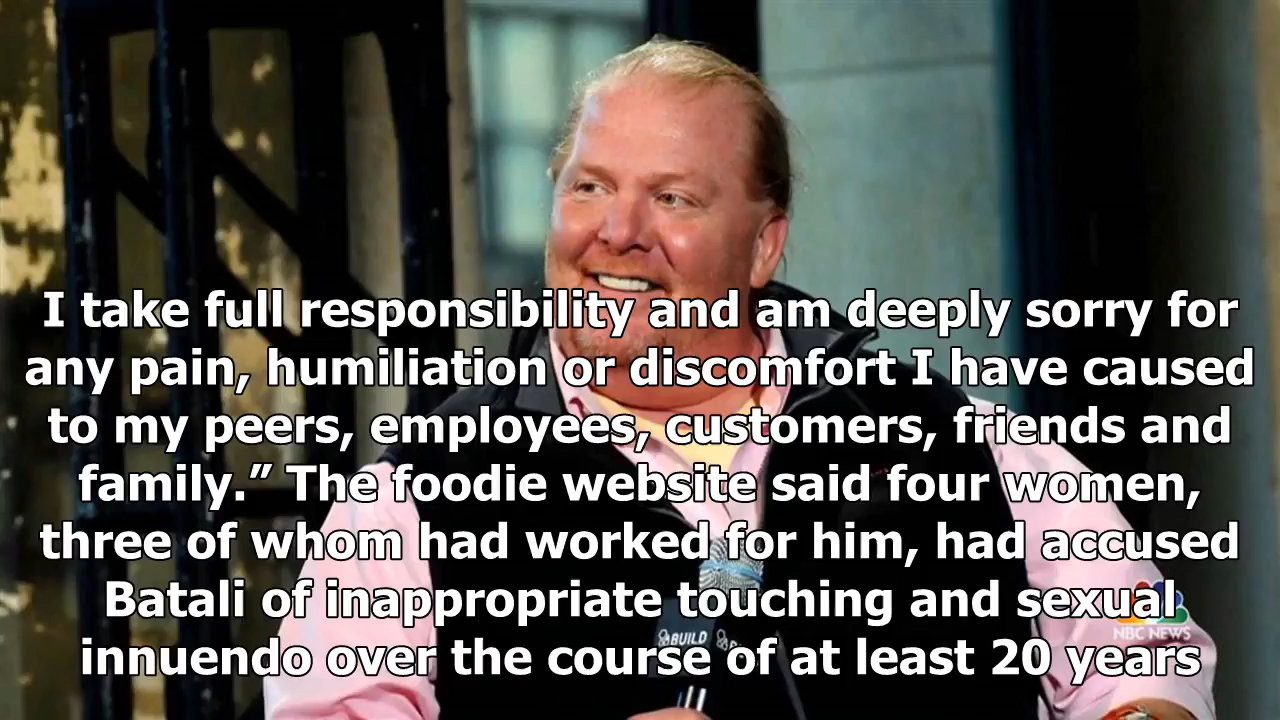 I take full responsibility and am deeply sorry for
any pain, humiliation or discomfort I have caused
to my peers, employees, customers, friends and
family.” The foodie website said four women,
three of whom had worked for him, had accused
Batali of inappropriate touching and sexual
innuendo over the course of at least 20 years
NBC NEWS
BUILD